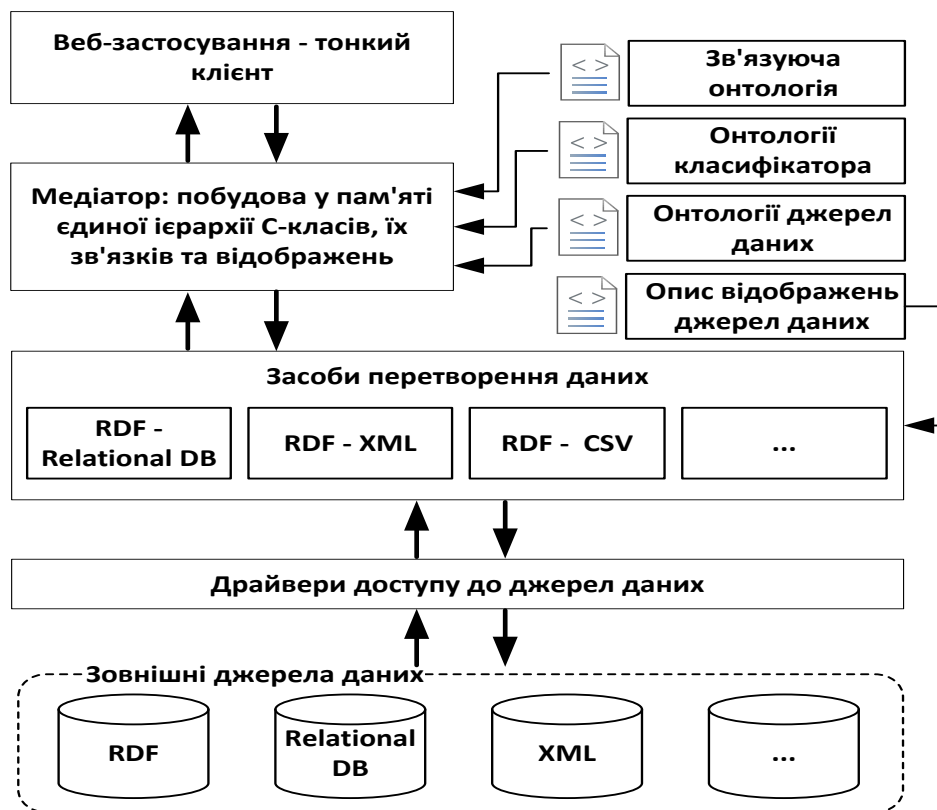 Веб-застосування - тонкий
клієнт
Зв'язуюча
онтологія
Онтології
класифікатора
Медіатор: побудова у пам'яті
єдиної ієрархії С-класів, їх
зв'язків та відображень
Онтології джерел
даних
Опис відображень
джерел даних
Засоби перетворення даних
RDF -
Relational DB
RDF - XML
RDF - CSV
...
Драйвери доступу до джерел даних
Зовнішні джерела даних
RDF
Relational
DB
XML
...